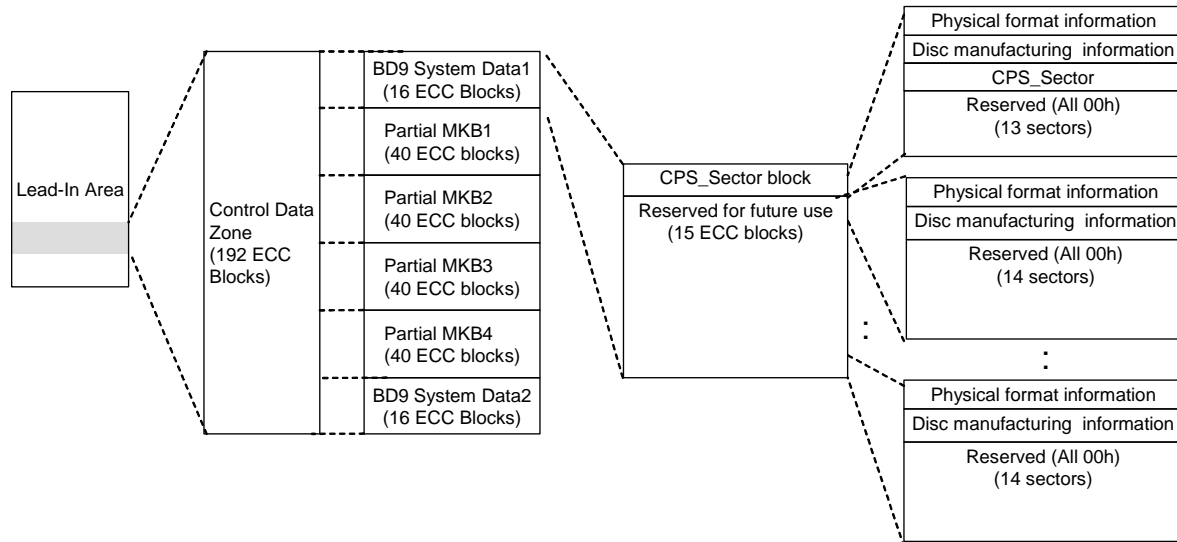 Lead-In Area
Control Data
Zone
(192 ECC
Blocks)
BD9 System Data1
(16 ECC Blocks)
Partial MKB1
(40 ECC blocks)
Partial MKB2
(40 ECC blocks)
Partial MKB3
(40 ECC blocks)
Partial MKB4
(40 ECC blocks)
BD9 System Data2
(16 ECC Blocks)
CPS_Sector block
Reserved for future use
(15 ECC blocks)
:
Physical format information
Disc manufacturing information
CPS_Sector
Reserved (All 00h)
(13 sectors)
Physical format information
Disc manufacturing information
Reserved (All 00h)
(14 sectors)
:
Physical format information
Disc manufacturing information
Reserved (All 00h)
(14 sectors)